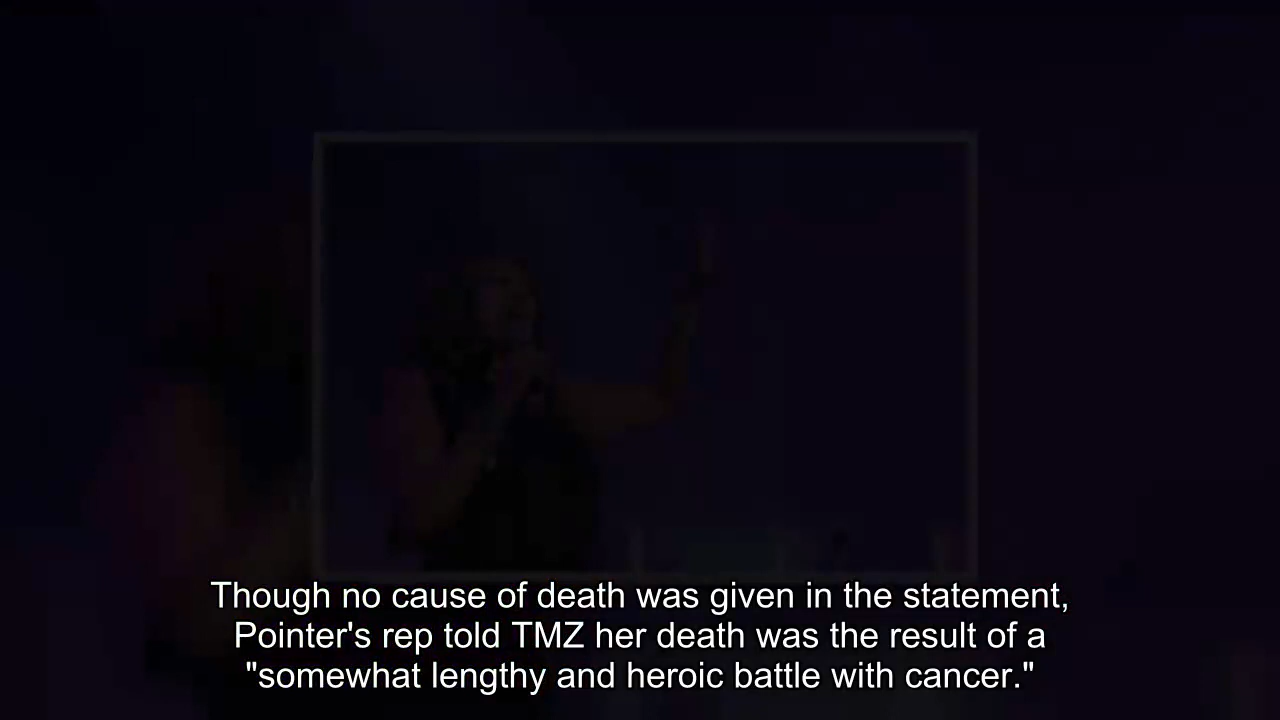 Though no cause of death was given in the statement,
Pointer's rep told TMZ her death was the result of a
"somewhat lengthy and heroic battle with cancer."